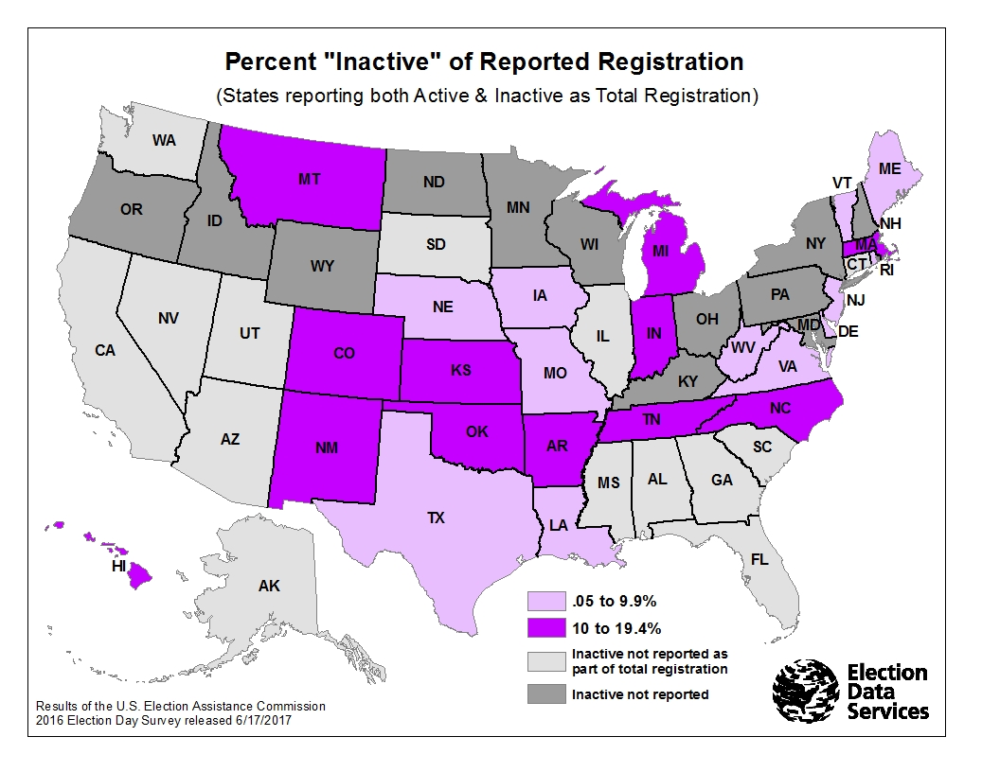 Percent "Inactive" of Reported Registration
(States reporting both Active & Inactive as Total Registration)
WA
MT
ND
MN
ME
VT
OR
ID
SD
WI
MI
NY
NH
MA
CT
RI
WY
NE
IA
PA
NJ
NV
UT
IL
IN
OH
MD
DE
CA
CO
KS
MO
WV
VA
KY
AZ
NM
OK
AR
TN
NC
SC
MS
AL
GA
TX
LA
FL
HI
AK
.05 to 9.9%
10 to 19.4%
Inactive not reported as
part of total registration
Inactive not reported
Results of the U.S. Election Assistance Commission
2016 Election Day Survey released 6/17/2017
Election
Data
Services